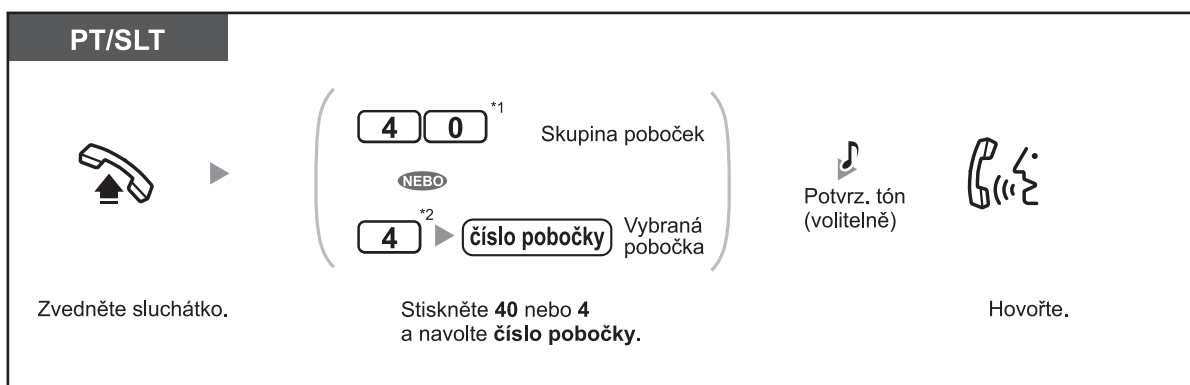 PT/SLT
4 0 *1 Skupina poboček
NEBO
4 *2 číslo pobočky Vybraná
pobočka
Potvrz. tón
(volitelně)
Zvedněte sluchátko.
Stiskněte 40 nebo 4
a navolte číslo pobočky.
Hovořte.